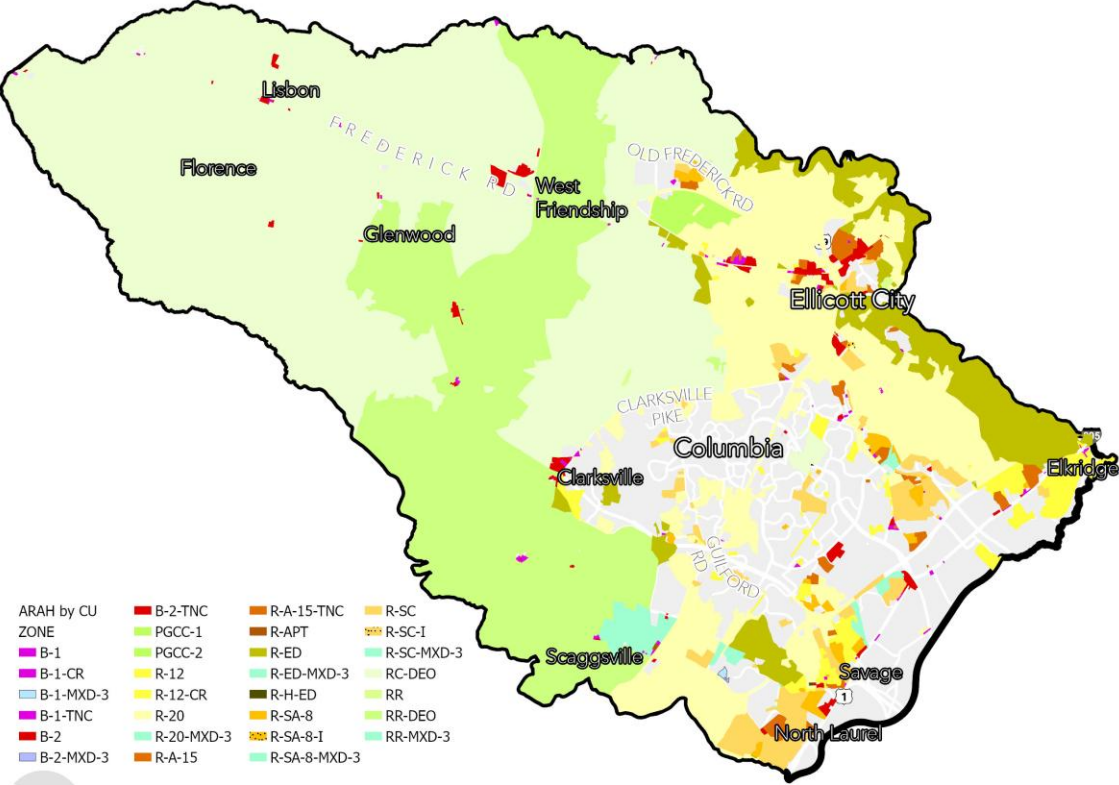 Lisbon
FREDERICK RD
Florence
OLD FREDERICK RD
West
Friendship
Glenwood
Ellicott City
CLARKSVILLE
PIKE
Columbia
Clarksville
Elkridge
GUILFORD
RD
Scaggsville
Savage
1
North Laurel
ARAH by CU
ZONE
B-1
B-1-CR
B-1-MXD-3
B-1-TNC
B-2
B-2-MXD-3
B-2-TNC
PGCC-1
PGCC-2
R-12
R-12-CR
R-20
R-20-MXD-3
R-A-15
R-A-15-TNC
R-APT
R-ED
R-ED-MXD-3
R-H-ED
R-SA-8
R-SA-8-I
R-SA-8-MXD-3
R-SC
R-SC-I
R-SC-MXD-3
RC-DEO
RR
RR-DEO
RR-MXD-3